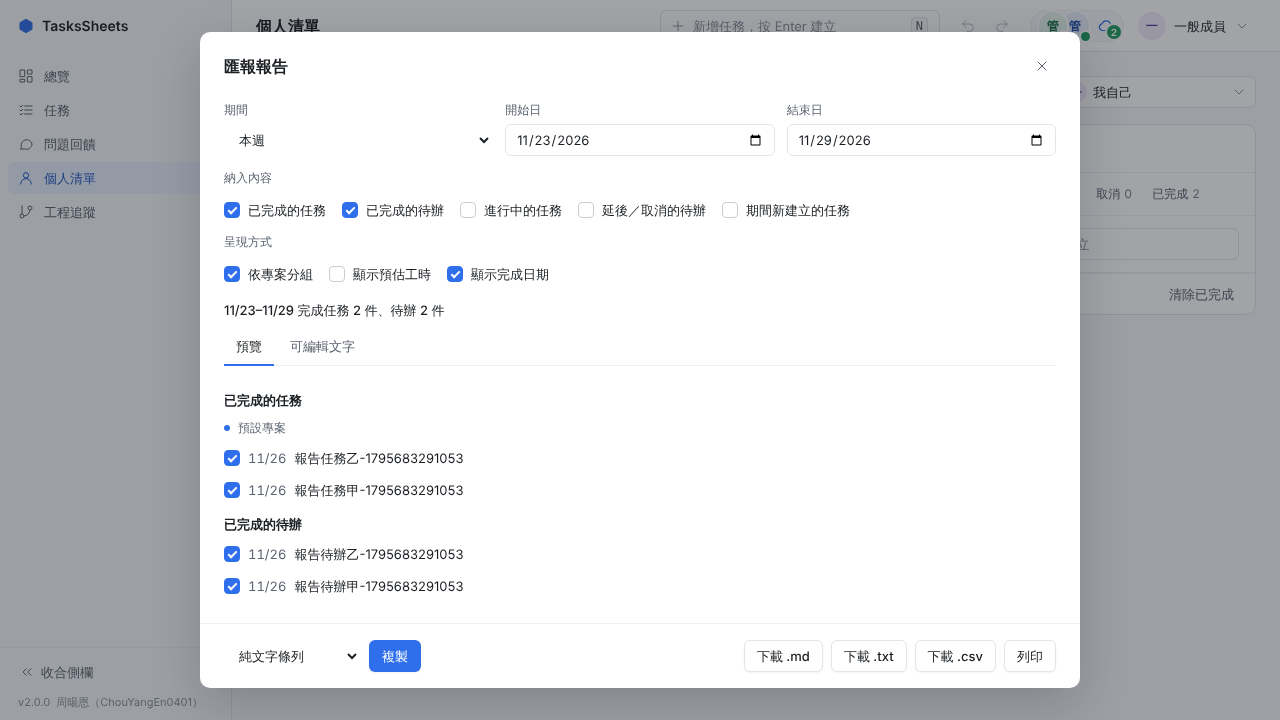 TasksSheets
總覽
任務
問題回饋
個人清單
工程追蹤
收合側欄
v2.0.0 周暘恩（ChouYangEn0401）
個人清單
新增任務，按 Enter 建立 N
管 管 2
一 一般成員
我自己
取消 0 已完成 2
立
清除已完成
匯報報告
期間 開始日 結束日
本週 11/23/2026 11/29/2026
納入內容
已完成的任務 已完成的待辦 進行中的任務 延後／取消的待辦 期間新建立的任務
呈現方式
依專案分組 顯示預估工時 顯示完成日期
11/23–11/29 完成任務 2 件、待辦 2 件
預覽 可編輯文字
已完成的任務
預設專案
11/26 報告任務乙-1795683291053
11/26 報告任務甲-1795683291053
已完成的待辦
11/26 報告待辦乙-1795683291053
11/26 報告待辦甲-1795683291053
純文字條列 複製 下載 .md 下載 .txt 下載 .csv 列印